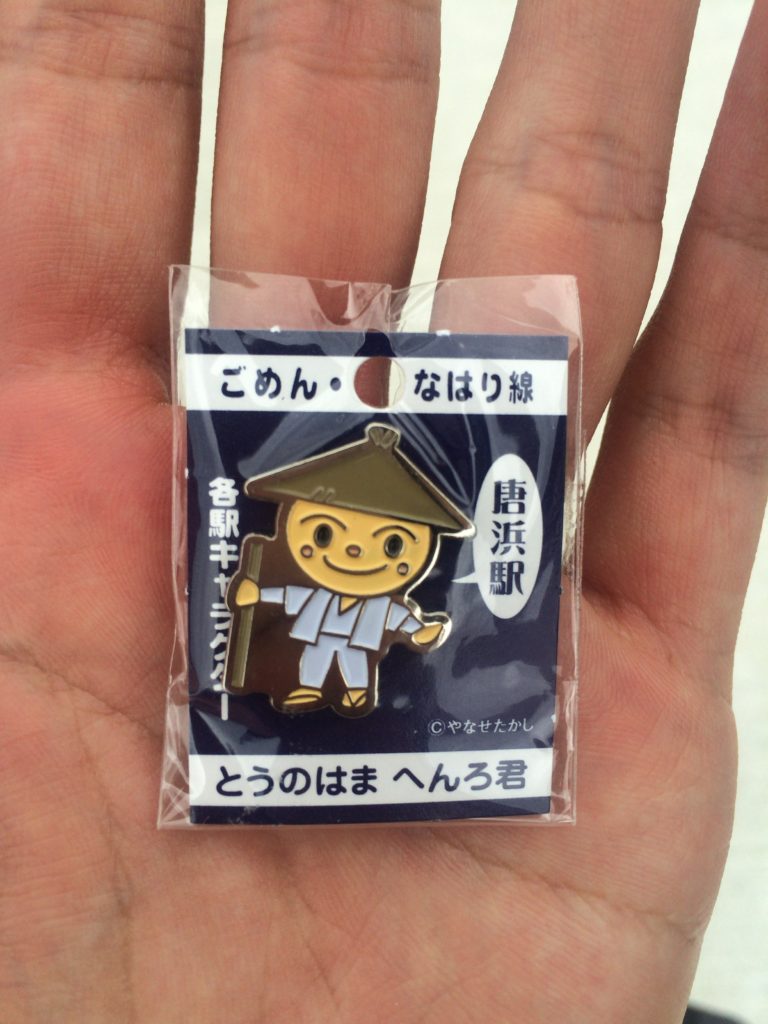 ごめん・なはり線
各駅キャラクター
唐浜駅
©やなせたかし
とうのはま へんろ君